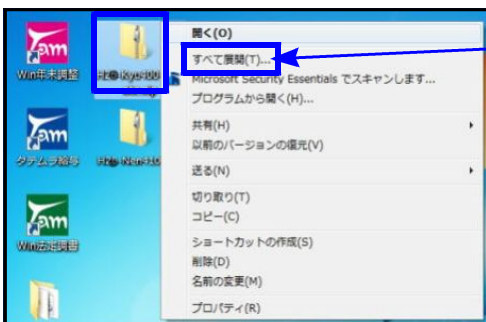 Tam
Win年末調整
Tam
タテムラ給与
Tam
Win法定調書
開く(O)
すべて展開(T)...
Microsoft Security Essentials でスキャンします...
プログラムから開く(H)...
共有(H)
以前のバージョンの復元(V)
送る(N)
切り取り(T)
コピー(C)
ショートカットの作成(S)
削除(D)
名前の変更(M)
プロパティ(R)